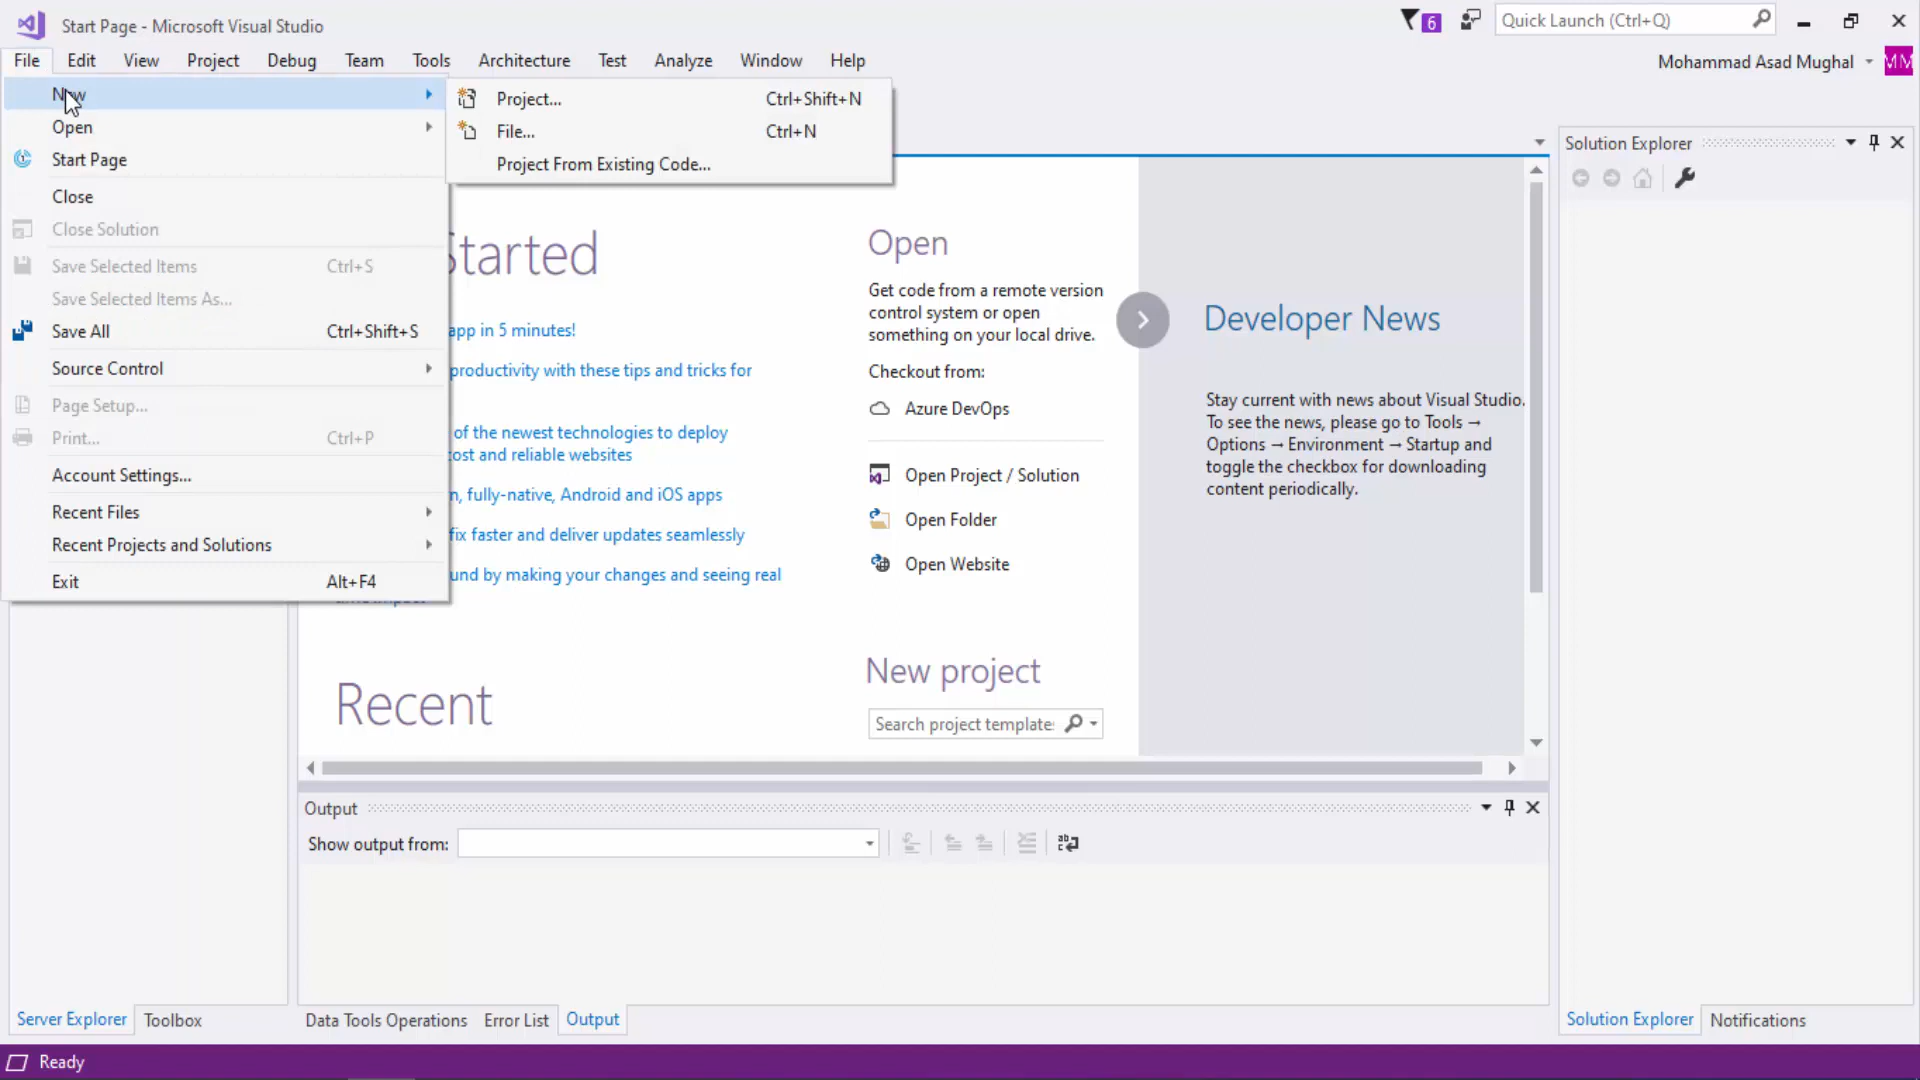 Start Page - Microsoft Visual Studio
6
Quick Launch (Ctrl+Q)
File Edit View Project Debug Team Tools Architecture Test Analyze Window Help
Mohammad Asad Mughal
MM
New
Open
Start Page
Close
Close Solution
Save Selected Items Ctrl+S
Save Selected Items As...
Save All Ctrl+Shift+S
Source Control
Page Setup...
Print... Ctrl+P
Account Settings...
Recent Files
Recent Projects and Solutions
Exit Alt+F4
Project... Ctrl+Shift+N
File... Ctrl+N
Project From Existing Code...
Started
app in 5 minutes!
productivity with these tips and tricks for
of the newest technologies to deploy
cost and reliable websites
n, fully-native, Android and iOS apps
fix faster and deliver updates seamlessly
und by making your changes and seeing real
Recent
Open
Get code from a remote version
control system or open
something on your local drive.
Checkout from:
Azure DevOps
Open Project / Solution
Open Folder
Open Website
New project
Search project templates
Developer News
Stay current with news about Visual Studio.
To see the news, please go to Tools →
Options → Environment → Startup and
toggle the checkbox for downloading
content periodically.
Solution Explorer
Output
Show output from:
Server Explorer Toolbox
Data Tools Operations Error List Output
Solution Explorer Notifications
Ready